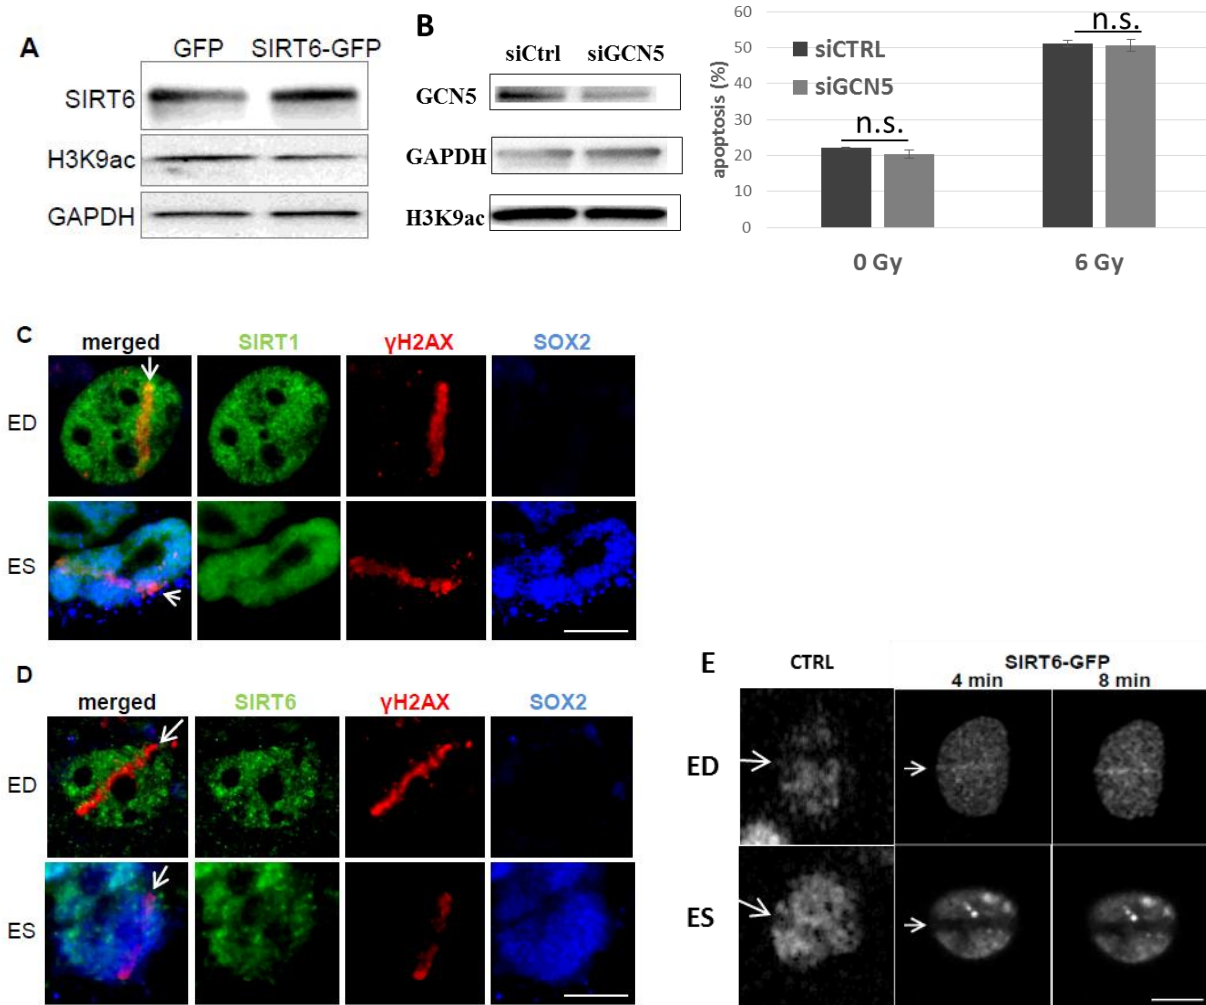 A
GFP SIRT6-GFP
SIRT6
H3K9ac
GAPDH
B
siCtrl siGCN5
GCN5
GAPDH
H3K9ac
apoptosis (%)
60
50
40
30
20
10
0
siCTRL
siGCN5
n.s.
n.s.
0 Gy 6 Gy
C
merged SIRT1 γH2AX SOX2
ED
ES
D
merged SIRT6 γH2AX SOX2
ED
ES
E
CTRL SIRT6-GFP
4 min 8 min
ED
ES